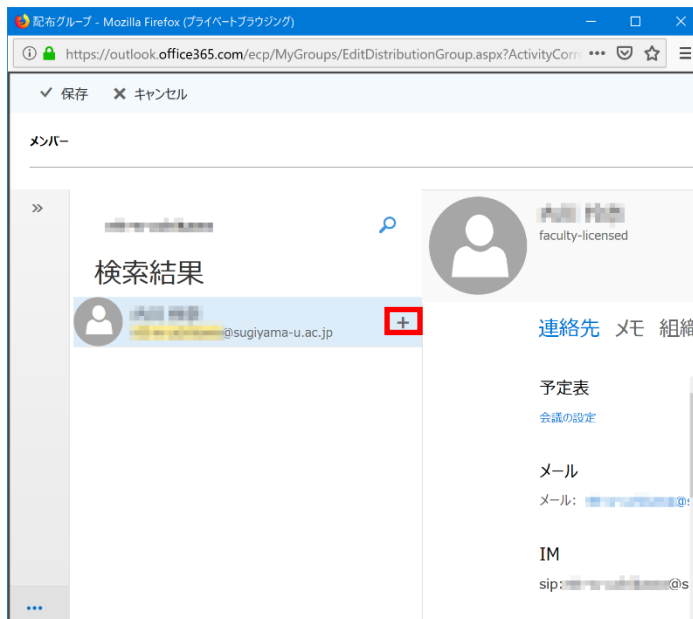 配布グループ - Mozilla Firefox (プライベートブラウジング)
https://outlook.office365.com/ecp/MyGroups/EditDistributionGroup.aspx?ActivityCorr
保存 キャンセル
メンバー
検索結果
@sugiyama-u.ac.jp
faculty-licensed
連絡先 メモ 組織
予定表
会議の設定
メール
メール: @s
IM
sip: @s